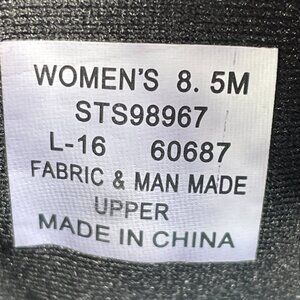 WOMEN'S 8.5M
STS98967
L-16 60687
FABRIC & MAN MADE
UPPER
MADE IN CHINA